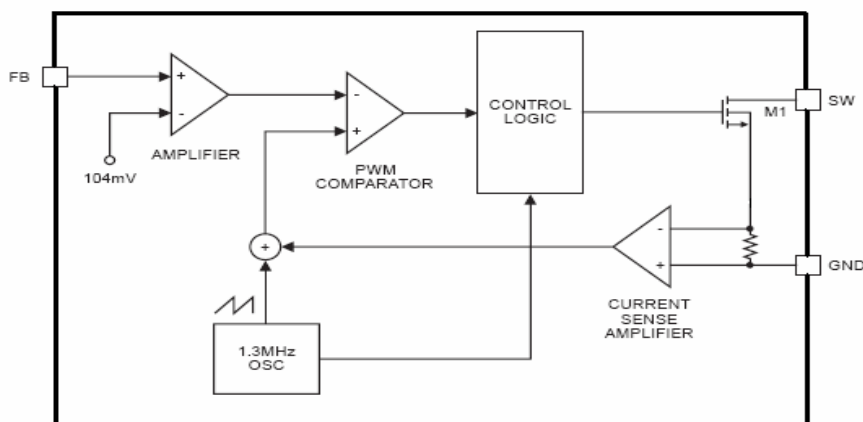 FB
+
-
AMPLIFIER
104mV
-
+
PWM
COMPARATOR
CONTROL
LOGIC
M1
SW
+
-
+
GND
CURRENT
SENSE
AMPLIFIER
1.3MHz
OSC